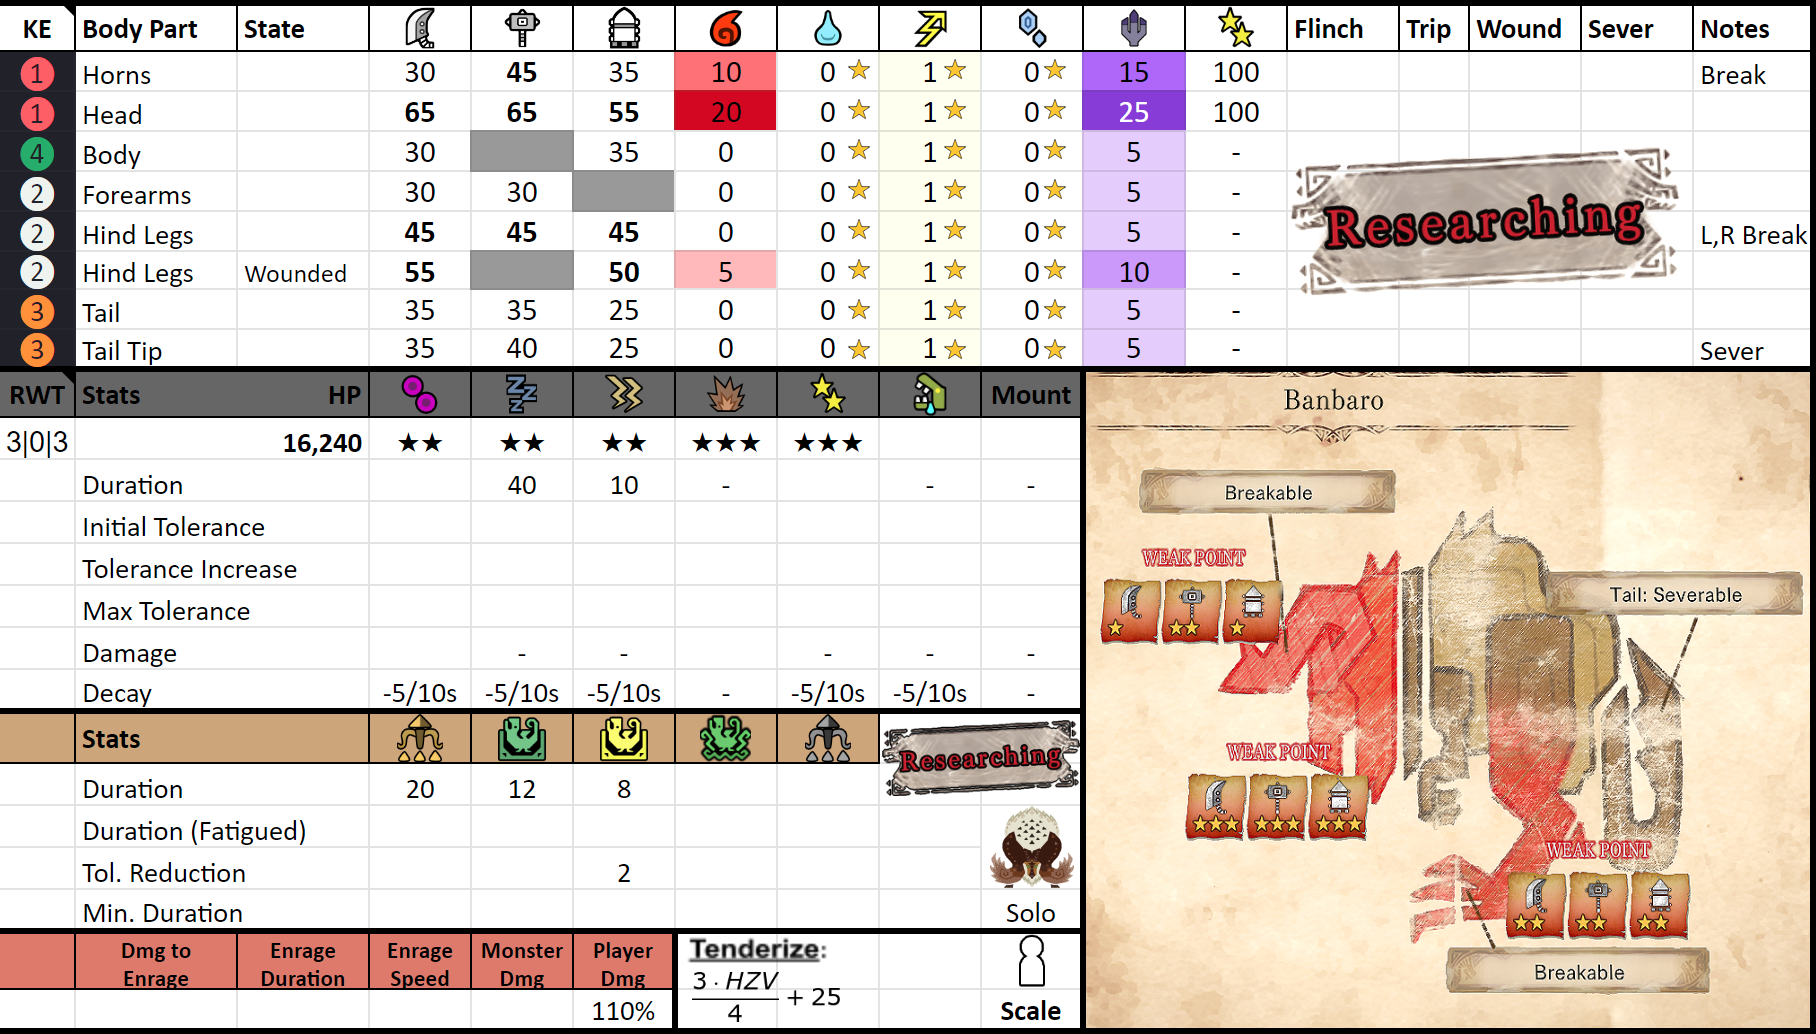 KE Body Part State Flinch Trip Wound Sever Notes
1 Horns 30 45 35 10 0 1 0 15 100 Break
1 Head 65 65 55 20 0 1 0 25 100
4 Body 30 35 0 0 1 0 5 -
2 Forearms 30 30 0 0 1 0 5 -
2 Hind Legs 45 45 45 0 0 1 0 5 - L,R Break
2 Hind Legs Wounded 55 50 5 0 1 0 10 -
3 Tail 35 35 25 0 0 1 0 5 -
3 Tail Tip 35 40 25 0 0 1 0 5 - Sever
Researching
RWT Stats HP Mount
3|0|3 16,240 ★★ ★★ ★★ ★★★ ★★★
Duration 40 10 - - -
Initial Tolerance
Tolerance Increase
Max Tolerance
Damage - - - - -
Decay -5/10s -5/10s -5/10s - -5/10s -5/10s -
Stats
Researching
Duration 20 12 8
Duration (Fatigued)
Tol. Reduction 2
Min. Duration
Solo
Dmg to Enrage
Enrage Duration
Enrage Speed
Monster Dmg
Player Dmg
110%
Tenderize:
3 · HZV
4
+ 25
Scale
Banbaro
Breakable
WEAK POINT
Tail: Severable
WEAK POINT
WEAK POINT
Breakable